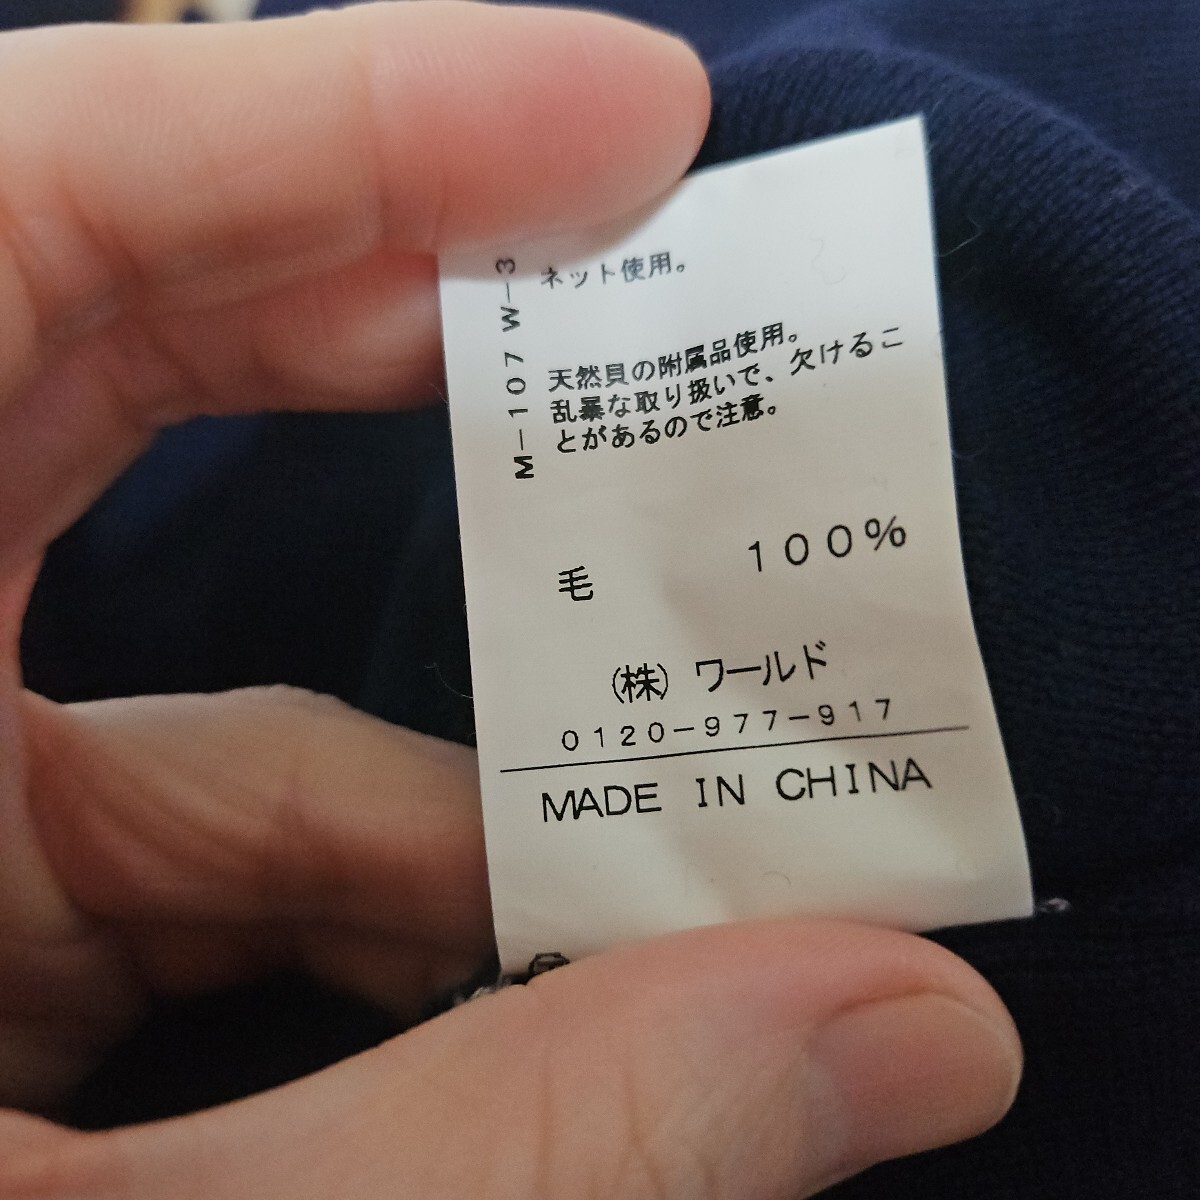 M-107 W-3
ネット使用。
天然貝の附属品使用。
乱暴な取り扱いで、欠けるこ
とがあるので注意。
毛 100%
(株) ワールド
0120-977-917
MADE IN CHINA